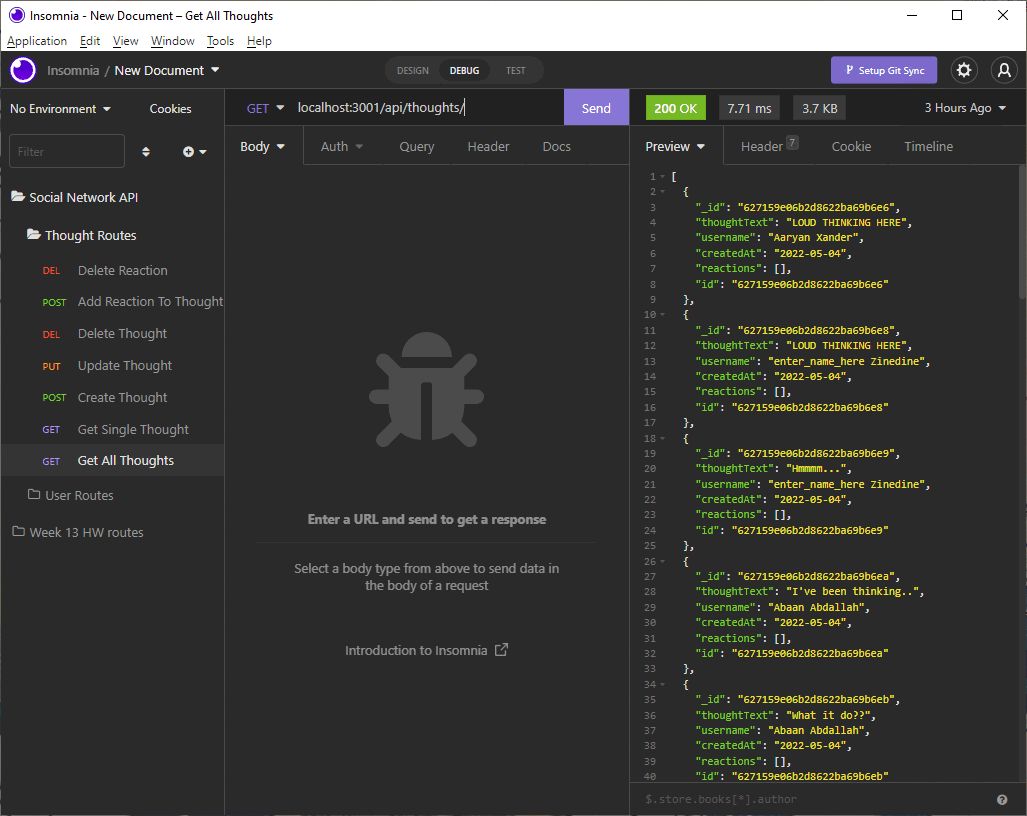 Insomnia - New Document – Get All Thoughts
Application Edit View Window Tools Help
Insomnia / New Document
DESIGN DEBUG TEST
Setup Git Sync
No Environment Cookies
Filter
Social Network API
Thought Routes
DEL Delete Reaction
POST Add Reaction To Thought
DEL Delete Thought
PUT Update Thought
POST Create Thought
GET Get Single Thought
GET Get All Thoughts
User Routes
Week 13 HW routes
GET localhost:3001/api/thoughts/ Send
Body Auth Query Header Docs
Enter a URL and send to get a response
Select a body type from above to send data in
the body of a request
Introduction to Insomnia
200 OK 7.71 ms 3.7 KB 3 Hours Ago
Preview Header 7 Cookie Timeline
1 [
2 {
3 "_id": "627159e06b2d8622ba69b6e6",
4 "thoughtText": "LOUD THINKING HERE",
5 "username": "Aaryan Xander",
6 "createdAt": "2022-05-04",
7 "reactions": [],
8 "id": "627159e06b2d8622ba69b6e6"
9 },
10 {
11 "_id": "627159e06b2d8622ba69b6e8",
12 "thoughtText": "LOUD THINKING HERE",
13 "username": "enter_name_here Zinedine",
14 "createdAt": "2022-05-04",
15 "reactions": [],
16 "id": "627159e06b2d8622ba69b6e8"
17 },
18 {
19 "_id": "627159e06b2d8622ba69b6e9",
20 "thoughtText": "Hmmmm...",
21 "username": "enter_name_here Zinedine",
22 "createdAt": "2022-05-04",
23 "reactions": [],
24 "id": "627159e06b2d8622ba69b6e9"
25 },
26 {
27 "_id": "627159e06b2d8622ba69b6ea",
28 "thoughtText": "I've been thinking..",
29 "username": "Abaan Abdallah",
30 "createdAt": "2022-05-04",
31 "reactions": [],
32 "id": "627159e06b2d8622ba69b6ea"
33 },
34 {
35 "_id": "627159e06b2d8622ba69b6eb",
36 "thoughtText": "What it do??",
37 "username": "Abaan Abdallah",
38 "createdAt": "2022-05-04",
39 "reactions": [],
40 "id": "627159e06b2d8622ba69b6eb"
$.store.books[*].author